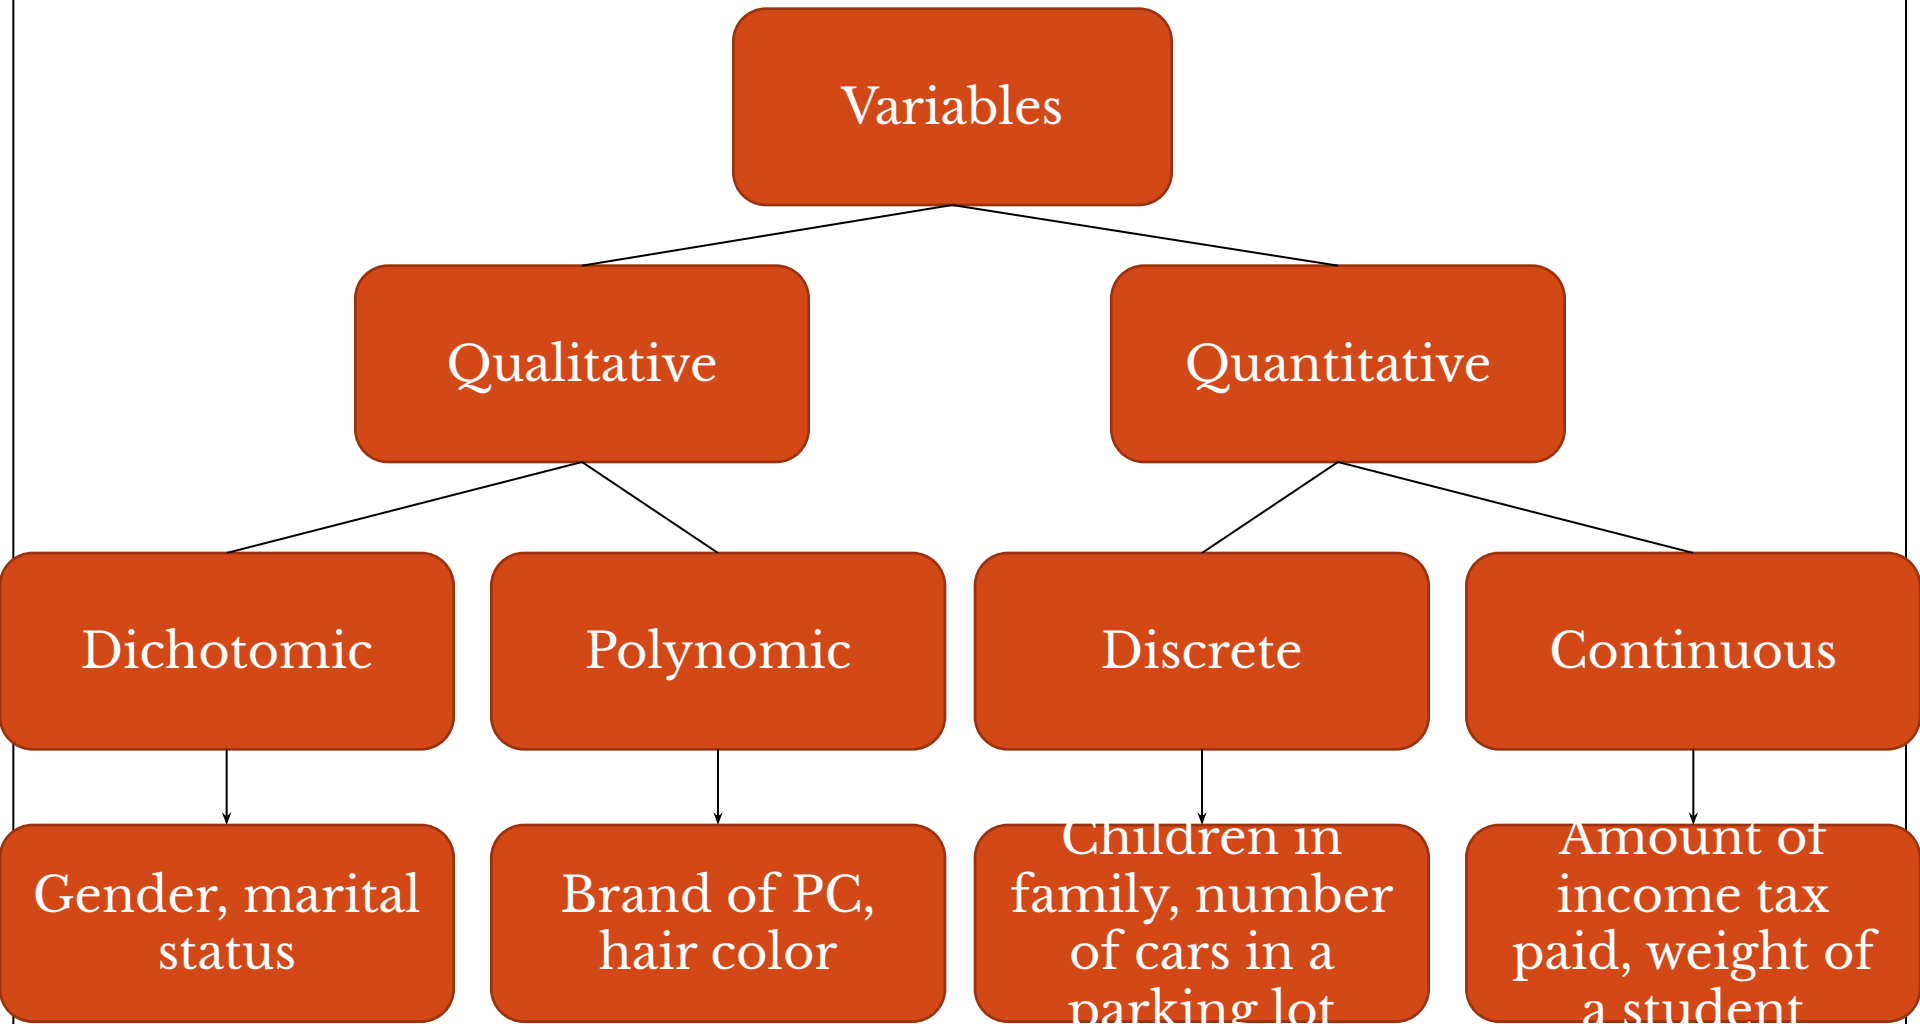 Variables
Qualitative
Quantitative
Dichotomic
Polynomic
Discrete
Continuous
Gender, marital
status
Brand of PC,
hair color
Children in
family, number
of cars in a
parking lot
Amount of
income tax
paid, weight of
a student